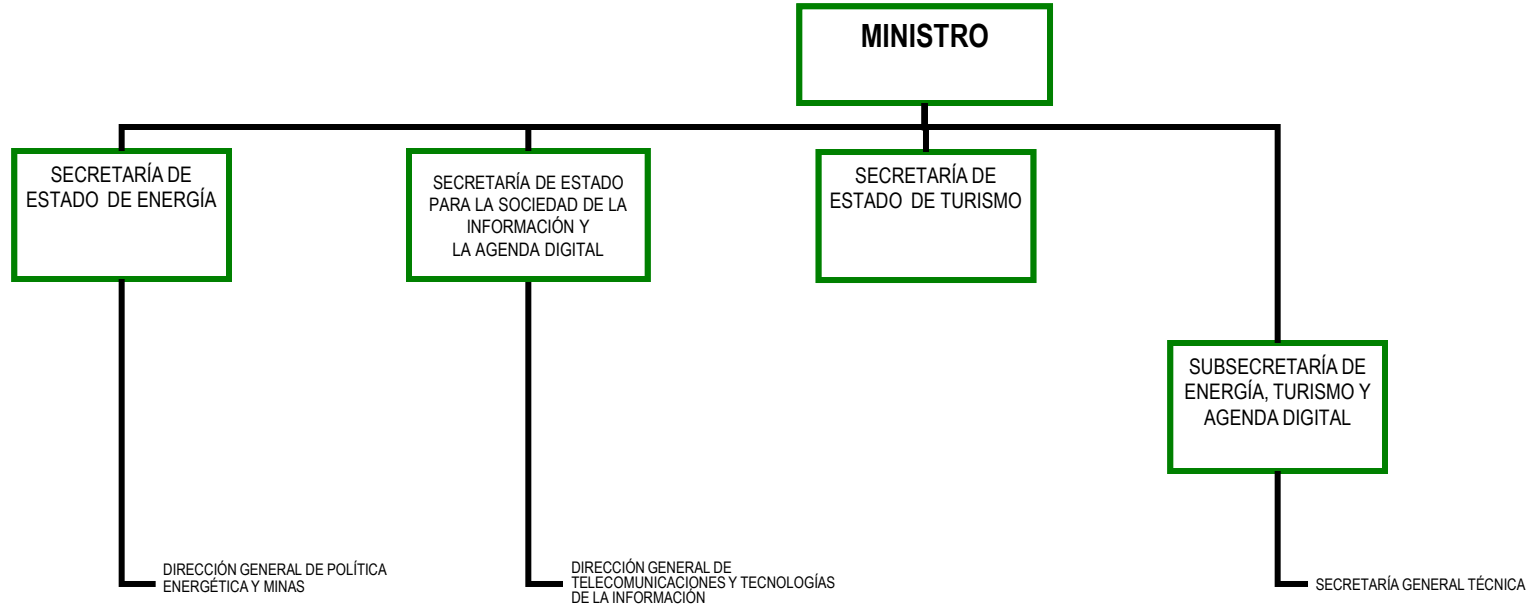 MINISTRO
SECRETARÍA DE
ESTADO DE ENERGÍA
SECRETARÍA DE ESTADO
PARA LA SOCIEDAD DE LA
INFORMACIÓN Y
LA AGENDA DIGITAL
SECRETARÍA DE
ESTADO DE TURISMO
SUBSECRETARÍA DE
ENERGÍA, TURISMO Y
AGENDA DIGITAL
DIRECCIÓN GENERAL DE POLÍTICA
ENERGÉTICA Y MINAS
DIRECCIÓN GENERAL DE
TELECOMUNICACIONES Y TECNOLOGÍAS
DE LA INFORMACIÓN
SECRETARÍA GENERAL TÉCNICA